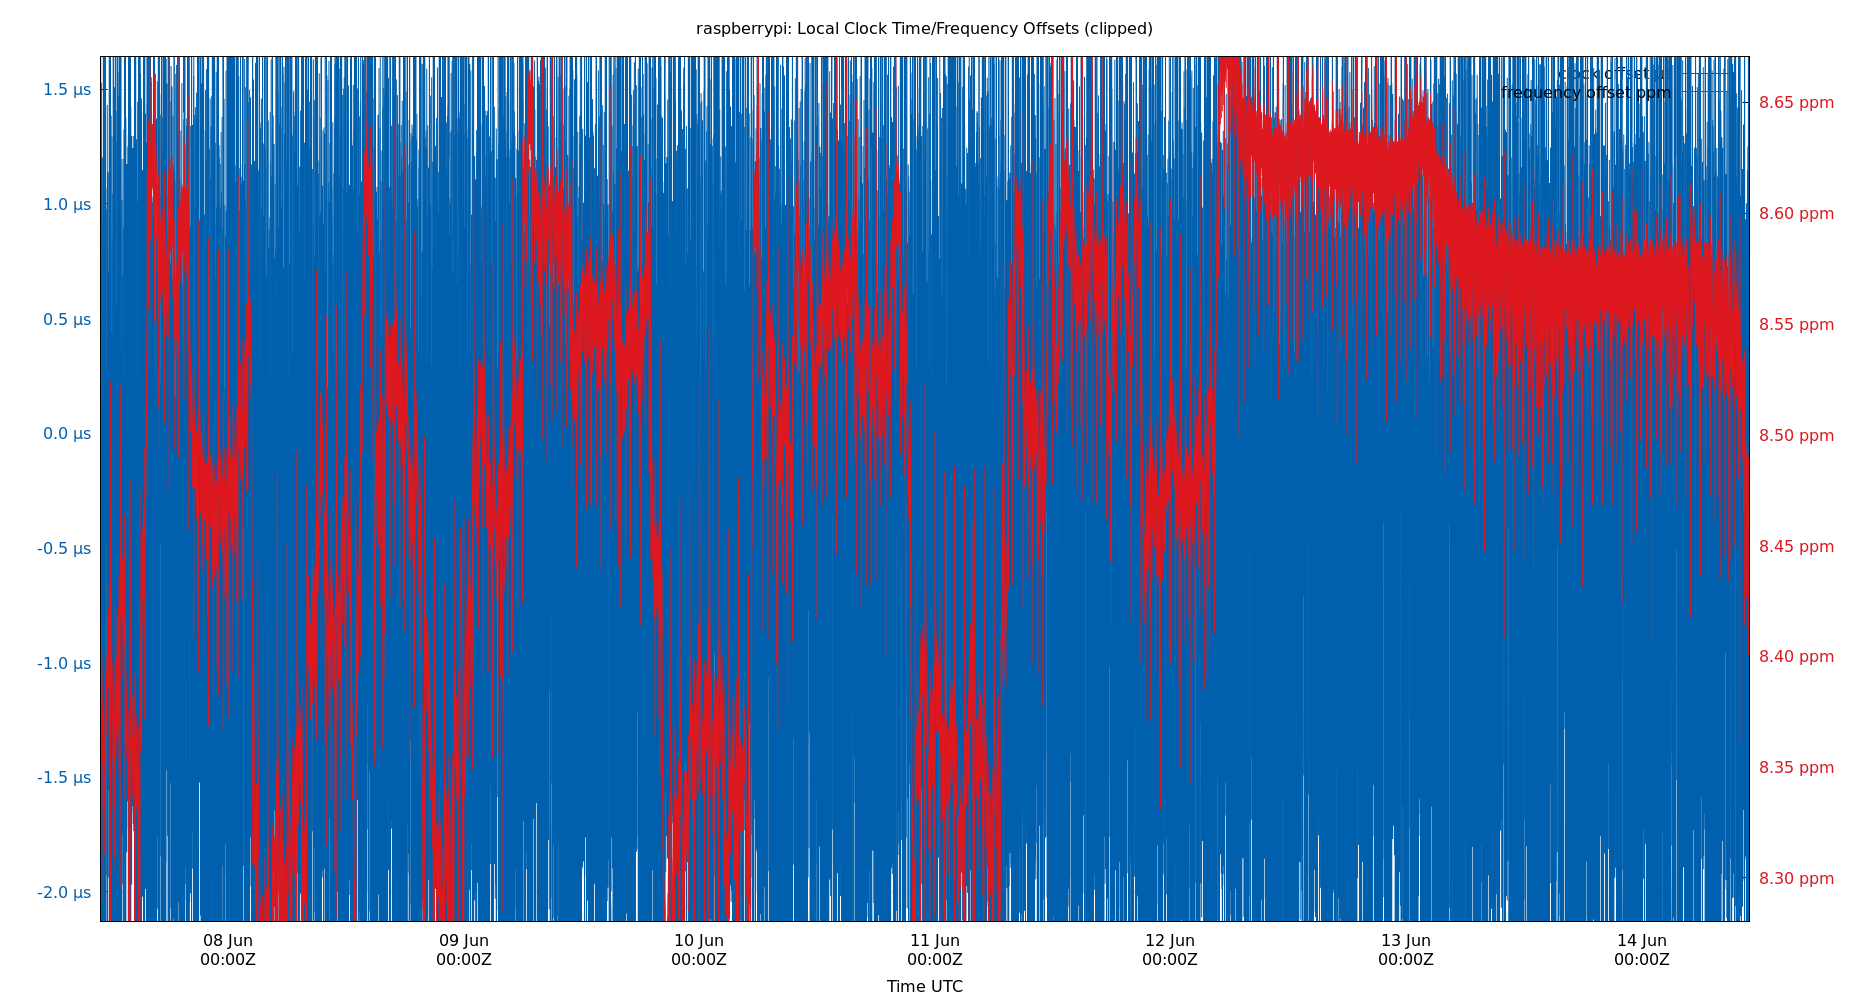 raspberrypi: Local Clock Time/Frequency Offsets (clipped)
clock offset µs
frequency offset ppm
1.5 µs
1.0 µs
0.5 µs
0.0 µs
-0.5 µs
-1.0 µs
-1.5 µs
-2.0 µs
8.65 ppm
8.60 ppm
8.55 ppm
8.50 ppm
8.45 ppm
8.40 ppm
8.35 ppm
8.30 ppm
08 Jun 09 Jun 10 Jun 11 Jun 12 Jun 13 Jun 14 Jun
00:00Z 00:00Z 00:00Z 00:00Z 00:00Z 00:00Z 00:00Z
Time UTC